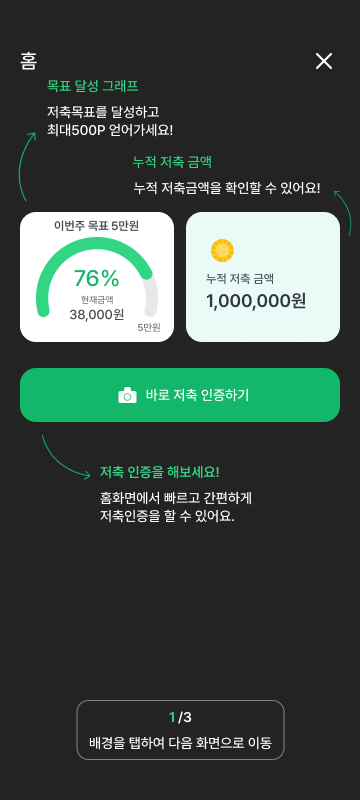 홈
목표 달성 그래프
저축목표를 달성하고
최대500P 얻어가세요!
누적 저축 금액
누적 저축금액을 확인할 수 있어요!
이번주 목표 5만원
76%
현재금액
38,000원
5만원
누적 저축 금액
1,000,000원
바로 저축 인증하기
저축 인증을 해보세요!
홈화면에서 빠르고 간편하게
저축인증을 할 수 있어요.
1/3
배경을 탭하여 다음 화면으로 이동